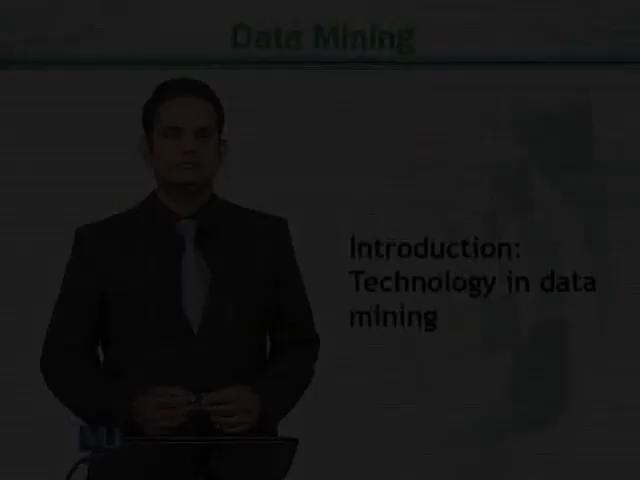 Data Mining
Introduction:
Technology in data
mining